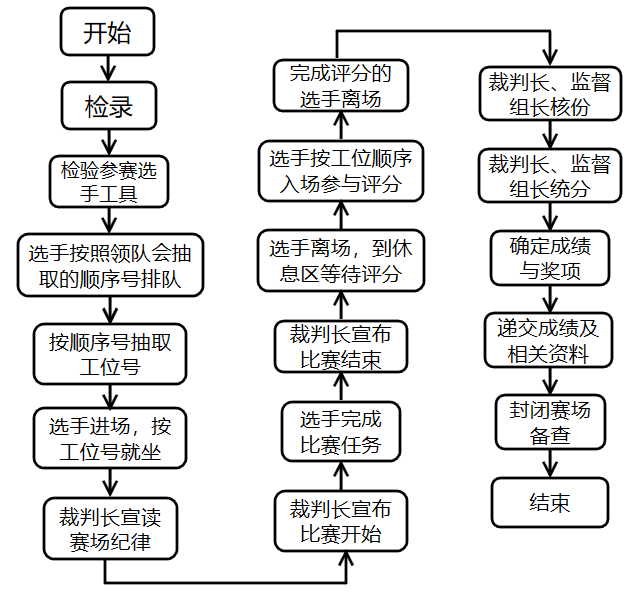 开始
检录
检验参赛选
手工具
选手按照领队会抽
取的顺序号排队
按顺序号抽取
工位号
选手进场，按
工位号就坐
裁判长宣读
赛场纪律
裁判长宣布
比赛开始
选手完成
比赛任务
裁判长宣布
比赛结束
选手离场，到休
息区等待评分
选手按工位顺序
入场参与评分
完成评分的
选手离场
裁判长、监督
组长核份
裁判长、监督
组长统分
确定成绩
与奖项
递交成绩及
相关资料
封闭赛场
备查
结束